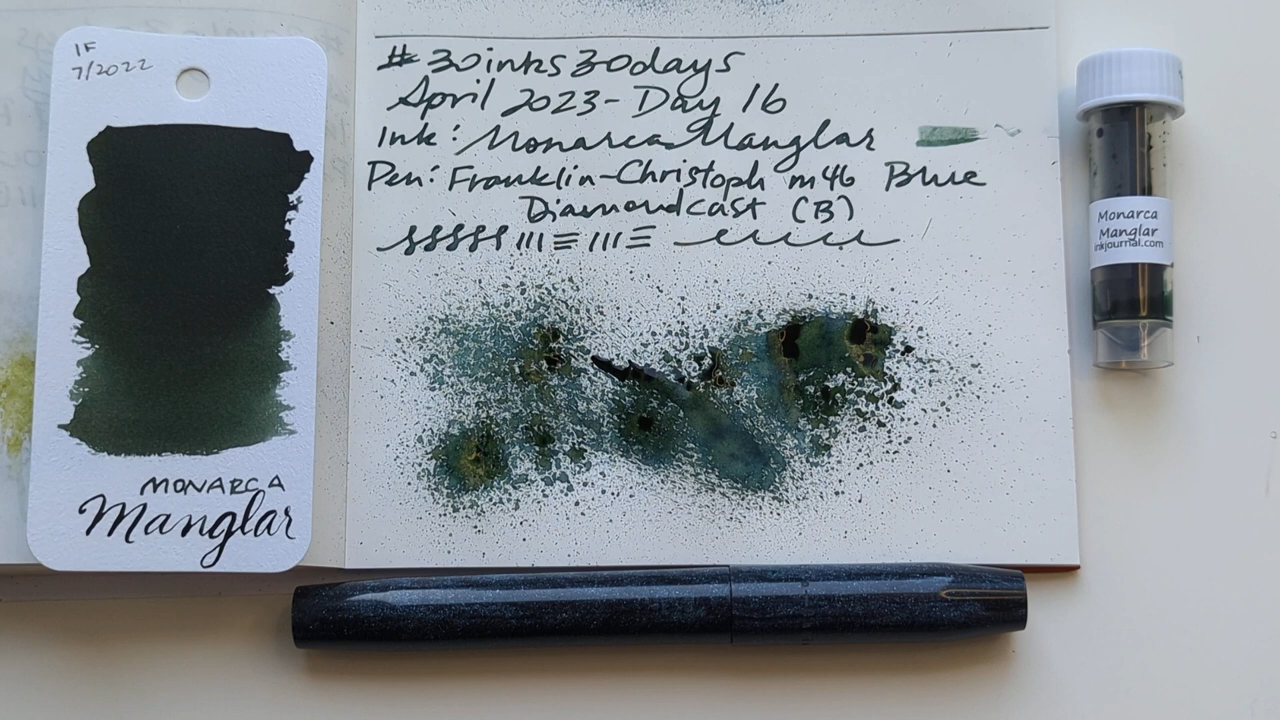 IF
7/2022
MONARCA
Manglar
#30inks30days
April 2023 - Day 16
Ink: Monarca Manglar
Pen: Franklin-Christoph m46 Blue
Diamondcast (B)
Monarca
Manglar
inkjournal.com